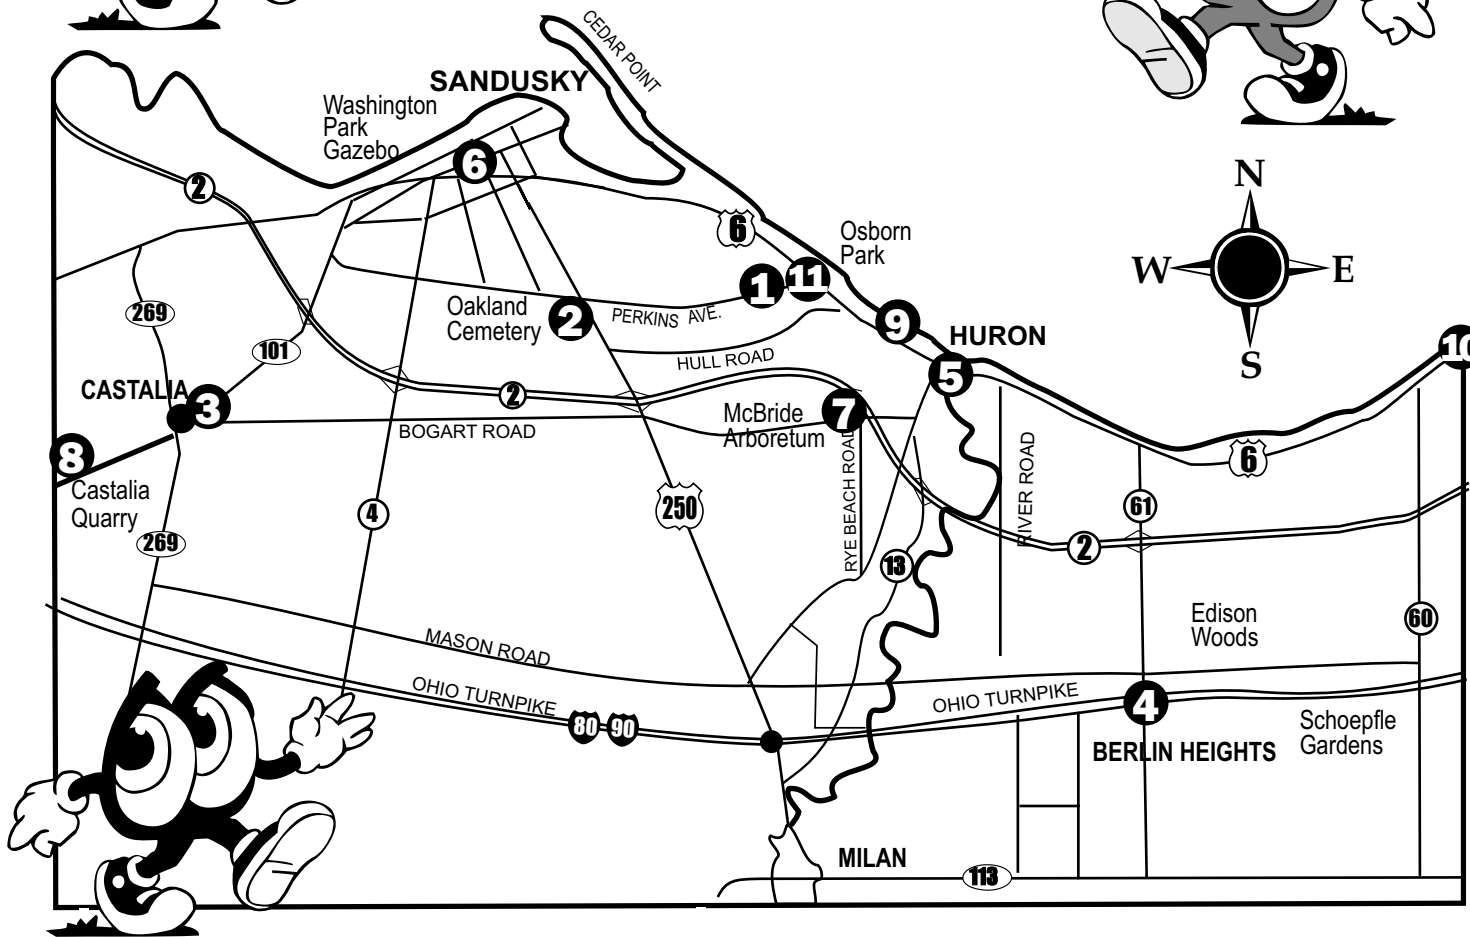 CEDAR POINT
SANDUSKY
Washington
Park
Gazebo
6
2
6
Osborn
Park
N
W
E
S
1
11
269
Oakland
Cemetery
2
PERKINS AVE.
9
HURON
101
HULL ROAD
10
5
CASTALIA
3
2
McBride
Arboretum
7
BOGART ROAD
8
6
Castalia
Quarry
4
250
RYE BEACH ROAD
RIVER ROAD
61
269
2
13
Edison
Woods
60
MASON ROAD
OHIO TURNPIKE
80
90
OHIO TURNPIKE
4
Schoepfle
Gardens
BERLIN HEIGHTS
MILAN
113